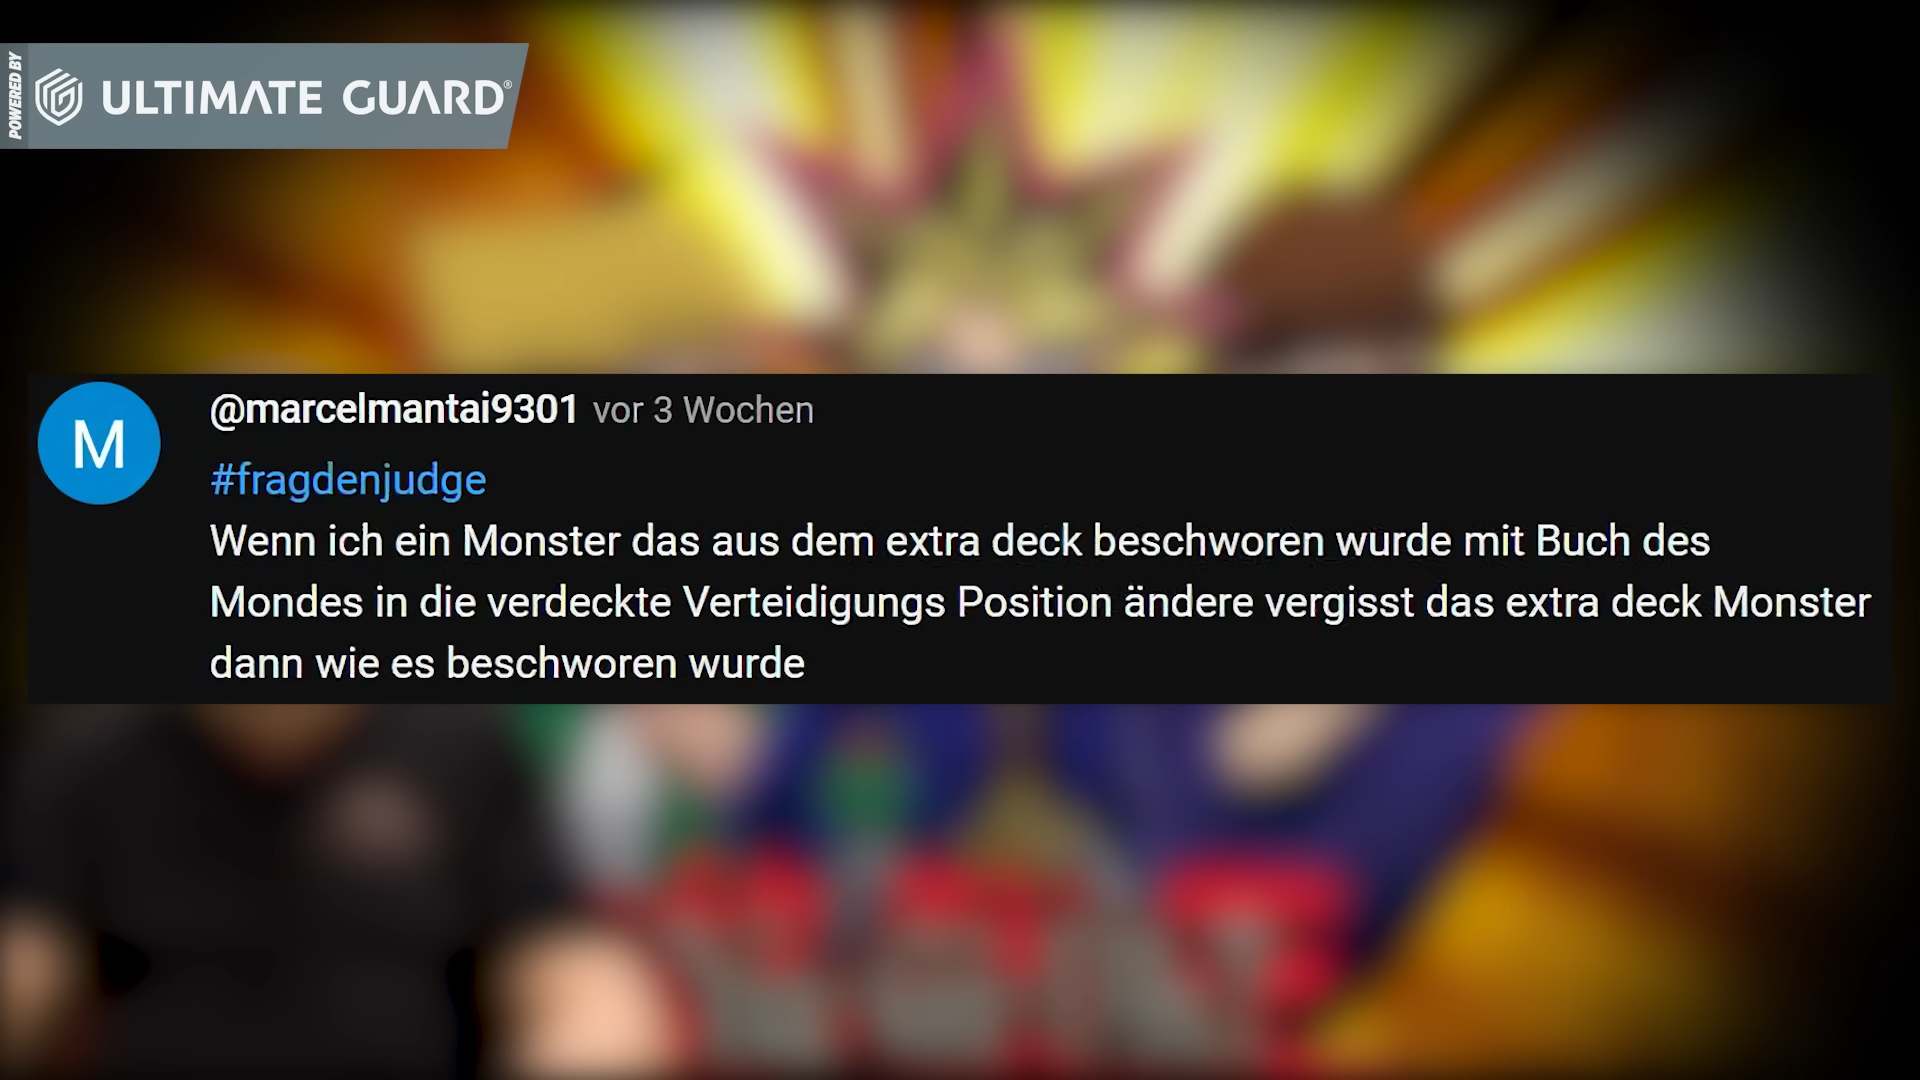 POWERED BY
ULTIMATE GUARD®
M
@marcelmantai9301 vor 3 Wochen
#fragdenjudge
Wenn ich ein Monster das aus dem extra deck beschworen wurde mit Buch des
Mondes in die verdeckte Verteidigungs Position ändere vergisst das extra deck Monster
dann wie es beschworen wurde